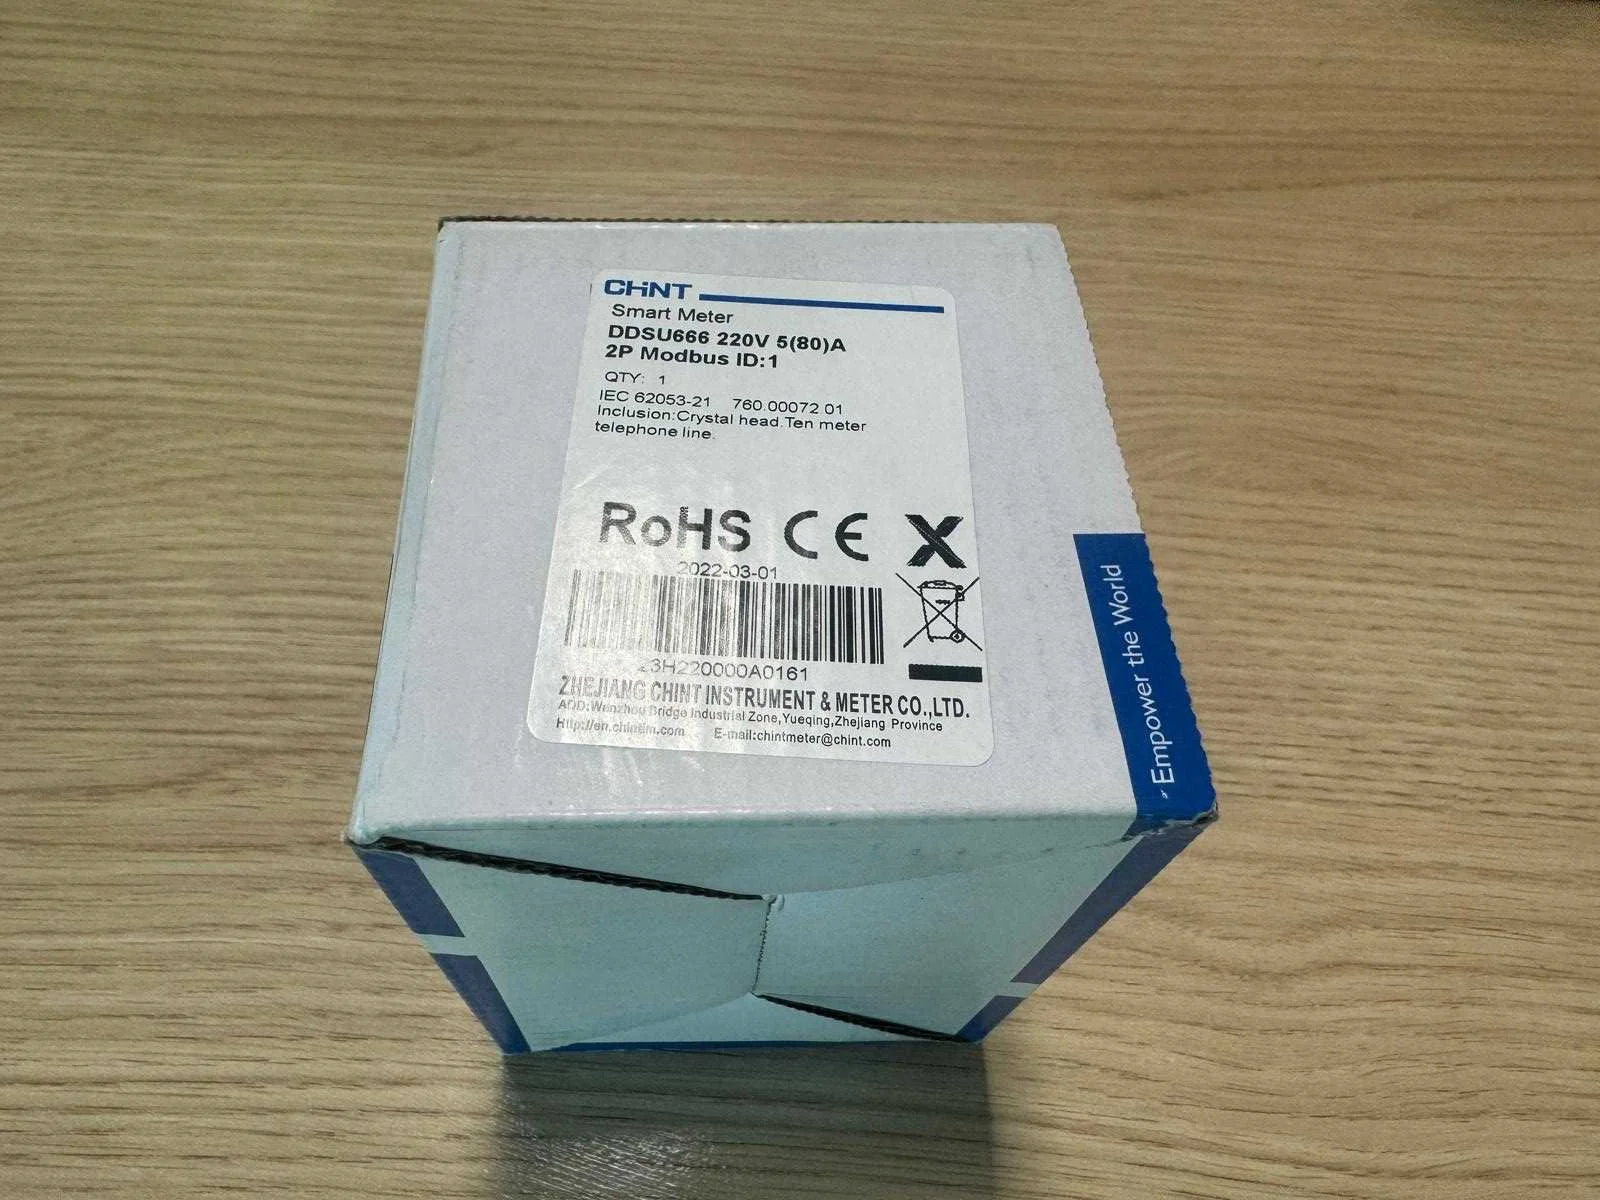 CHiNT
Smart Meter
DDSU666 220V 5(80)A
2P Modbus ID:1
QTY: 1
IEC 62053-21 760.00072 01
Inclusion:Crystal head.Ten meter
telephone line.
RoHS CE X
2022-03-01
23H220000A0161
ZHEJIANG CHINT INSTRUMENT & METER CO.,LTD.
ADD:Wenzhou Bridge Industrial Zone,Yueqing,Zhejiang Province
Http://en.chintim.com E-mail:chintmeter@chint.com
Empower the World